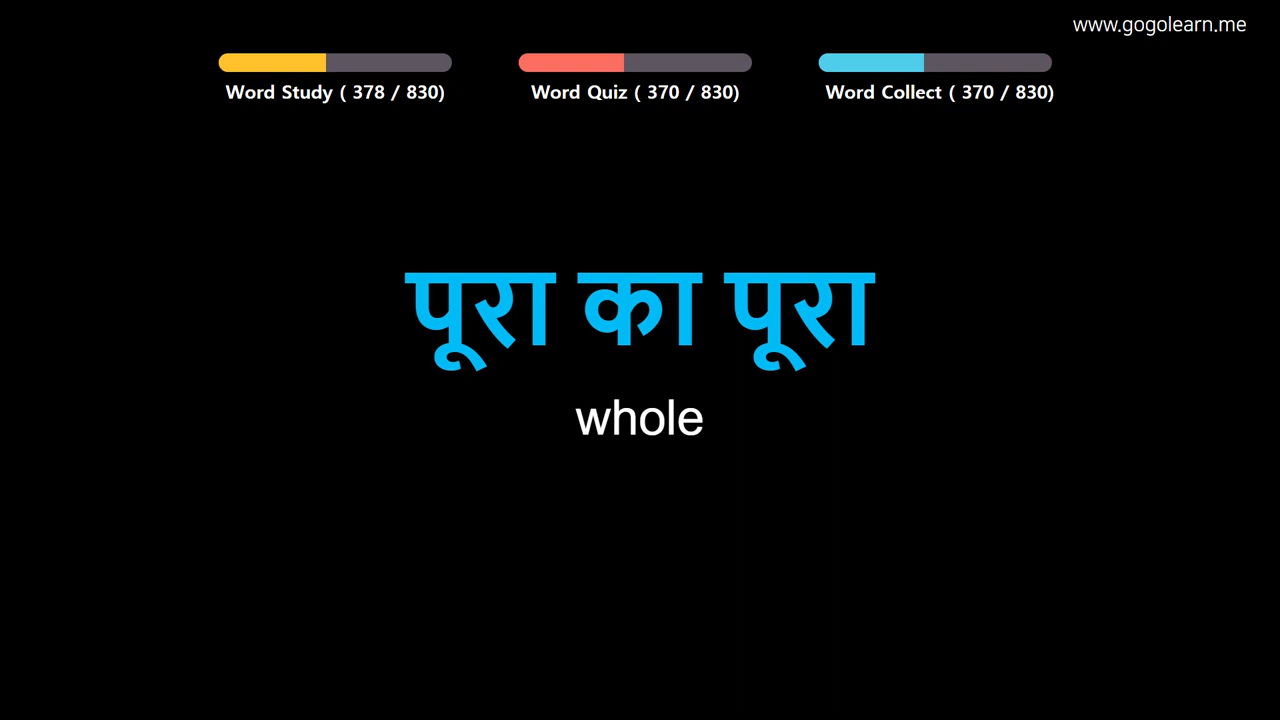 www.gogolearn.me
Word Study ( 378 / 830)
Word Quiz ( 370 / 830)
Word Collect ( 370 / 830)
पूरा का पूरा
whole